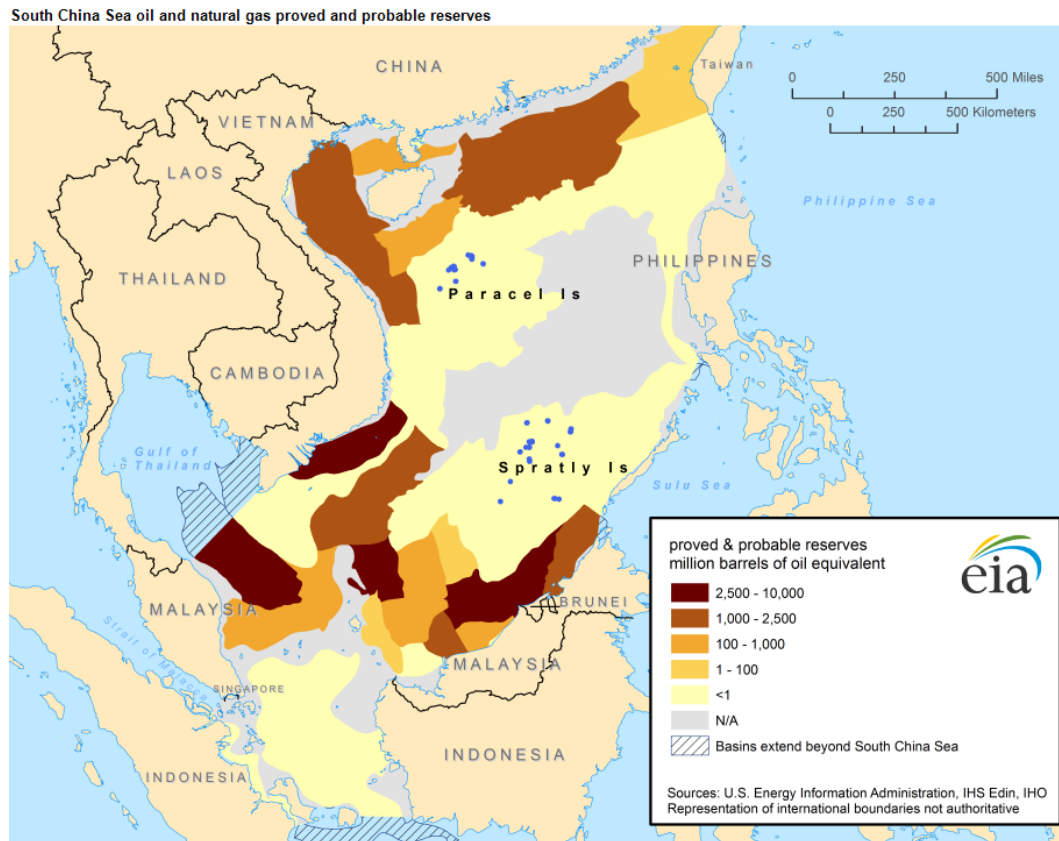 South China Sea oil and natural gas proved and probable reserves
CHINA
Taiwan
0 250 500 Miles
0 250 500 Kilometers
VIETNAM
LAOS
Philippine Sea
THAILAND
PHILIPPINES
Paracel Is
CAMBODIA
Gulf of
Thailand
Spratly Is
Sulu Sea
MALAYSIA
BRUNEI
Strait of Malacca
MALAYSIA
SINGAPORE
INDONESIA
INDONESIA
proved & probable reserves
million barrels of oil equivalent
eia
2,500 - 10,000
1,000 - 2,500
100 - 1,000
1 - 100
<1
N/A
Basins extend beyond South China Sea
Sources: U.S. Energy Information Administration, IHS Edin, IHO
Representation of international boundaries not authoritative